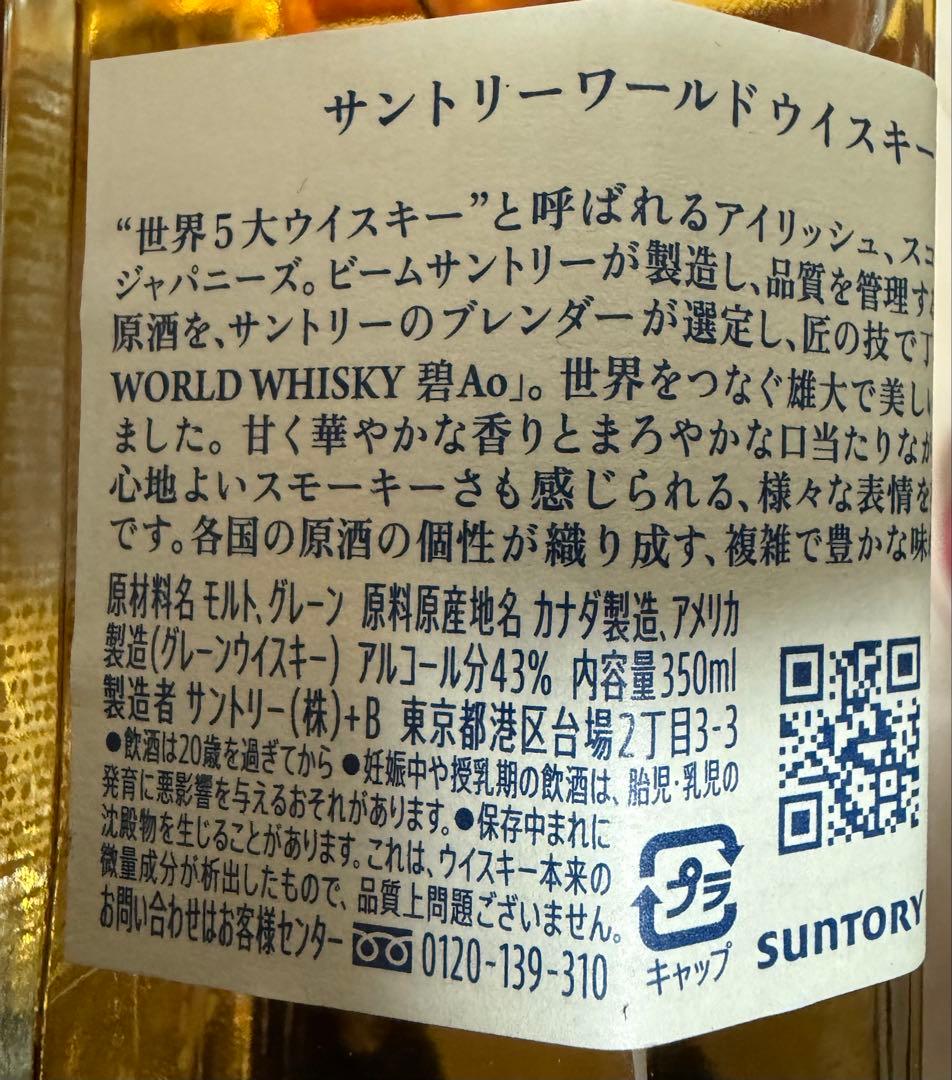 サントリーワールドウイスキー
“世界5大ウイスキー”と呼ばれるアイリッシュ、スコ
ジャパニーズ。ビームサントリーが製造し、品質を管理す
原酒を、サントリーのブレンダーが選定し、匠の技で丁
WORLD WHISKY 碧Ao」。世界をつなぐ雄大で美し
ました。甘く華やかな香りとまろやかな口当たりなが
心地よいスモーキーさも感じられる、様々な表情を
です。各国の原酒の個性が織り成す、複雑で豊かな味
原材料名 モルト、グレーン 原料原産地名 カナダ製造、アメリカ
製造(グレーンウイスキー) アルコール分43% 内容量350ml
製造者 サントリー(株)+B 東京都港区台場2丁目3-3
●飲酒は20歳を過ぎてから ●妊娠中や授乳期の飲酒は、胎児・乳児の
発育に悪影響を与えるおそれがあります。●保存中まれに
沈殿物を生じることがあります。これは、ウイスキー本来の
微量成分が析出したもので、品質上問題ございません。
お問い合わせはお客様センター 0120-139-310
プラ
キャップ
SUNTORY